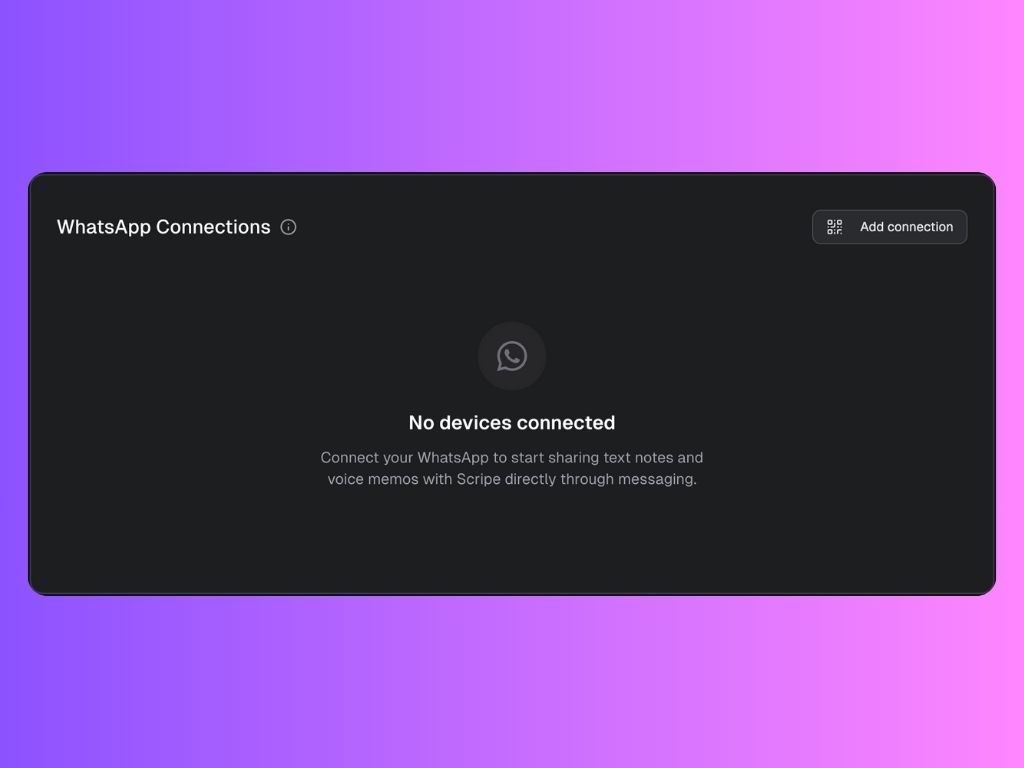 WhatsApp Connections
Add connection
No devices connected
Connect your WhatsApp to start sharing text notes and
voice memos with Scripe directly through messaging.